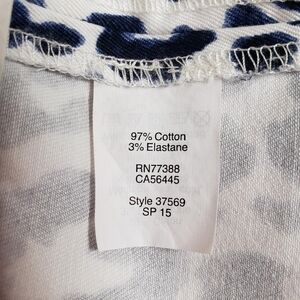 97% Cotton
3% Elastane
RN77388
CA56445
Style 37569
SP 15